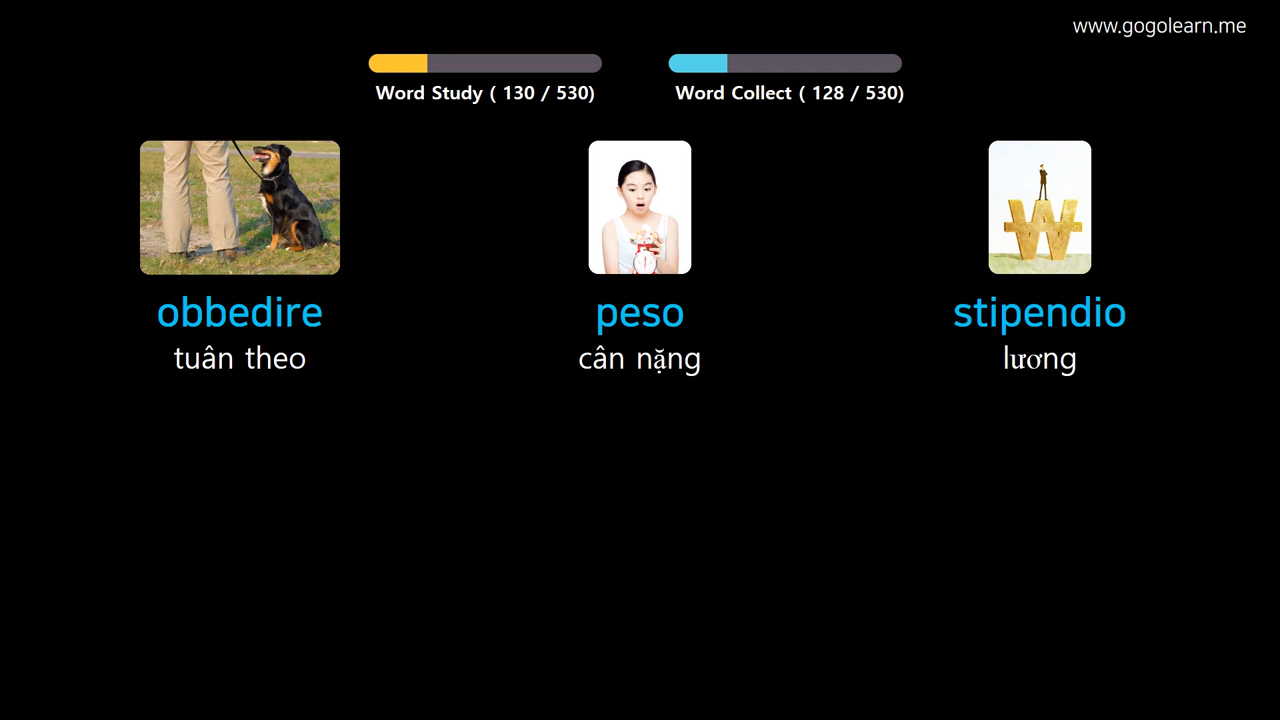 www.gogolearn.me
Word Study ( 130 / 530)
Word Collect ( 128 / 530)
obbedire
tuân theo
peso
cân nặng
stipendio
lương